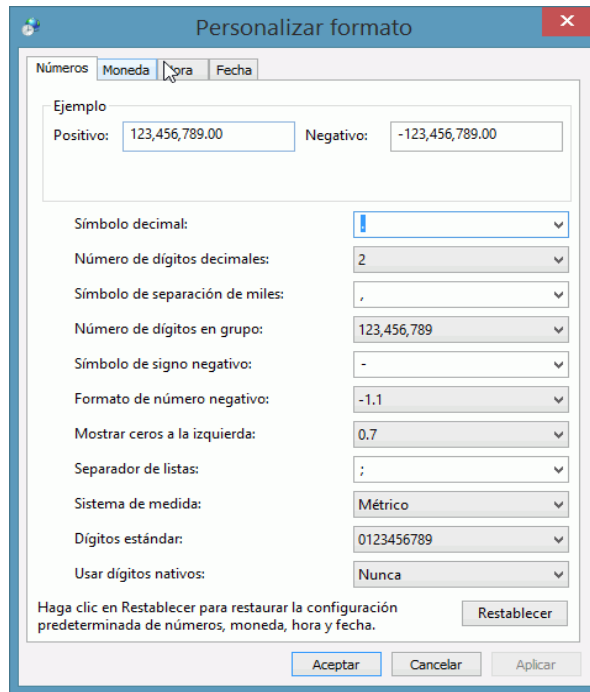 Personalizar formato
Números Moneda Hora Fecha
Ejemplo
Positivo: 123,456,789.00 Negativo: -123,456,789.00
Símbolo decimal: .
Número de dígitos decimales: 2
Símbolo de separación de miles: ,
Número de dígitos en grupo: 123,456,789
Símbolo de signo negativo: -
Formato de número negativo: -1.1
Mostrar ceros a la izquierda: 0.7
Separador de listas: ;
Sistema de medida: Métrico
Dígitos estándar: 0123456789
Usar dígitos nativos: Nunca
Haga clic en Restablecer para restaurar la configuración
predeterminada de números, moneda, hora y fecha.
Restablecer
Aceptar Cancelar Aplicar